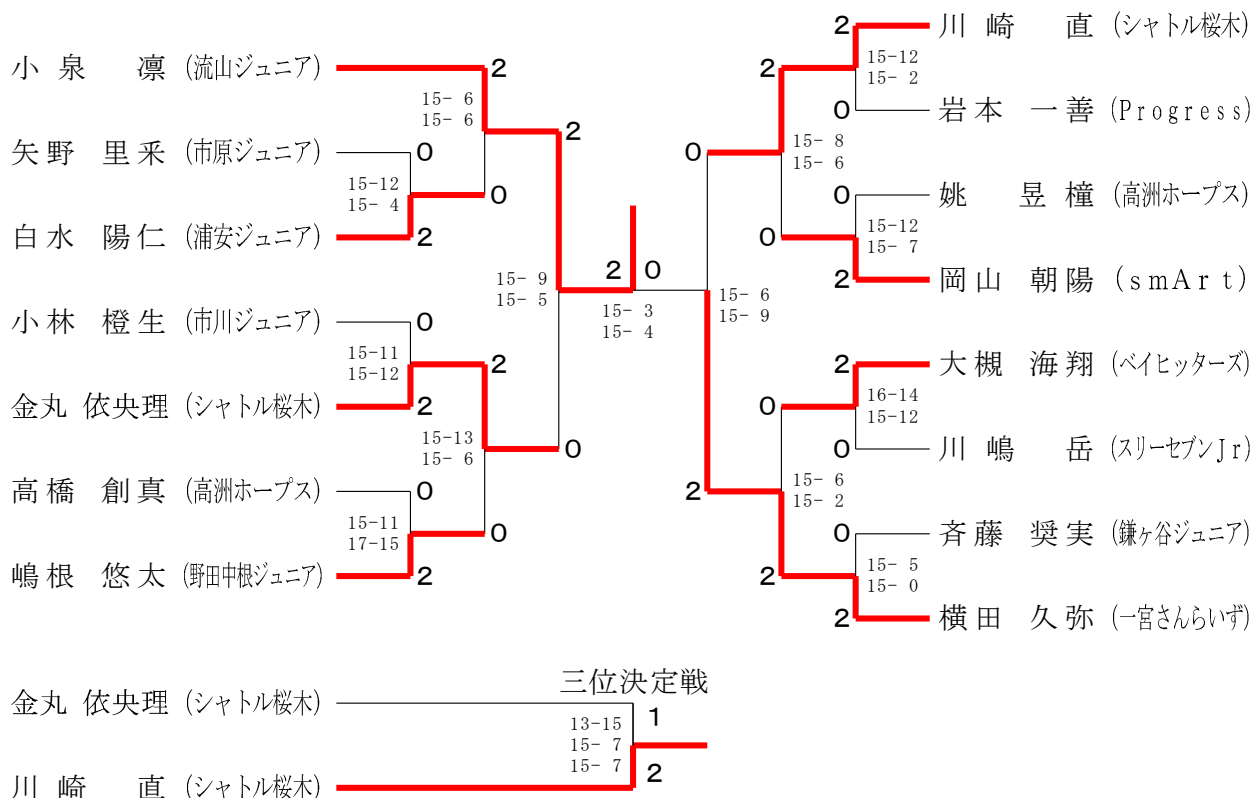 小泉 凛 (流山ジュニア)
2
15- 6
15- 6
2
矢野 里釆 (市原ジュニア)
0
15-12
15- 4
0
白水 陽仁 (浦安ジュニア)
2
15- 9
15- 5
小林 橙生 (市川ジュニア)
0
15-11
15-12
2
金丸 依央理 (シャトル桜木)
2
15-13
15- 6
0
高橋 創真 (高洲ホープス)
0
15-11
17-15
0
嶋根 悠太 (野田中根ジュニア)
2
2 0
15- 3
15- 4
2 川崎 直 (シャトル桜木)
15-12
15- 2
2
0 岩本 一善 (Progress)
0
15- 8
15- 6
0 姚 昱橦 (高洲ホープス)
15-12
15- 7
0
2 岡山 朝陽 (smArt)
15- 6
15- 9
2 大槻 海翔 (ベイヒッターズ)
16-14
15-12
0
0 川嶋 岳 (スリーセブンJr)
2
15- 6
15- 2
0 斉藤 奨実 (鎌ヶ谷ジュニア)
15- 5
15- 0
2
2 横田 久弥 (一宮さんらいず)
三位決定戦
金丸 依央理 (シャトル桜木)
1
13-15
15- 7
15- 7
2
川崎 直 (シャトル桜木)